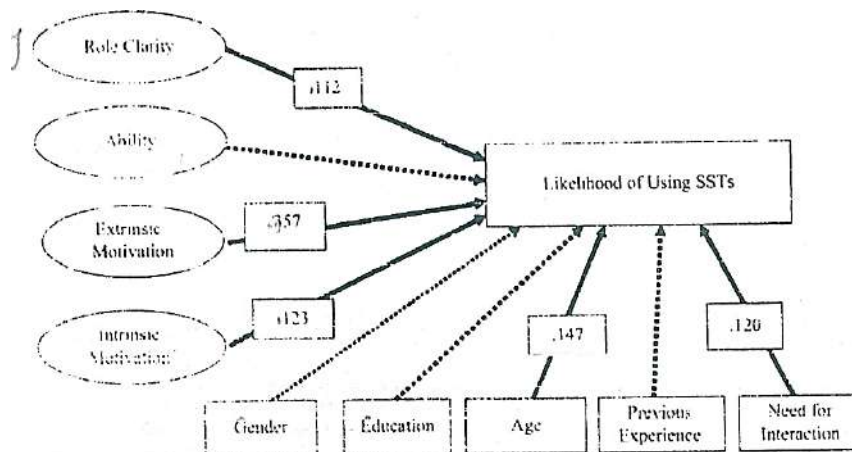 Role Clarity
.112
Ability
Likelihood of Using SSTs
.357
Extrinsic
Motivation
.123
Intrinsic
Motivation
.147
.120
Gender
Education
Age
Previous
Experience
Need for
Interaction